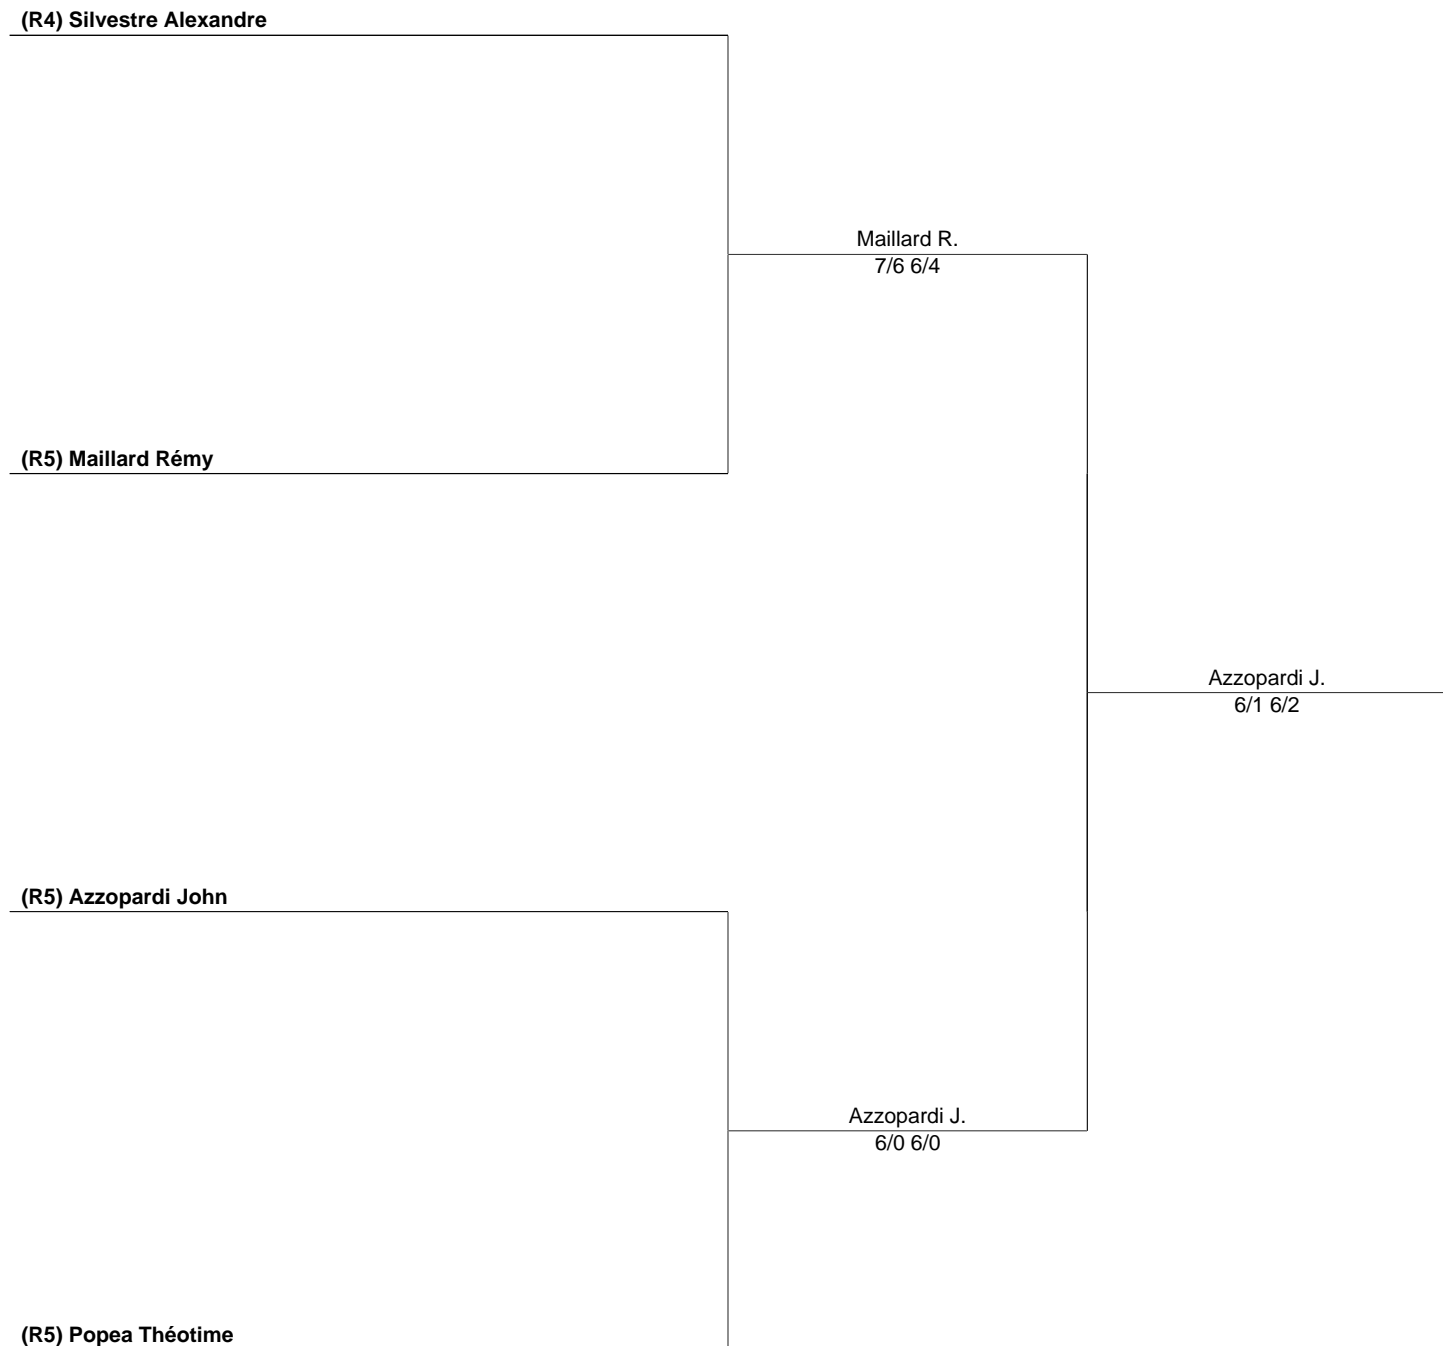 (R4) Silvestre Alexandre
Maillard R.
7/6 6/4
(R5) Maillard Rémy
Azzopardi J.
6/1 6/2
(R5) Azzopardi John
Azzopardi J.
6/0 6/0
(R5) Popea Théotime